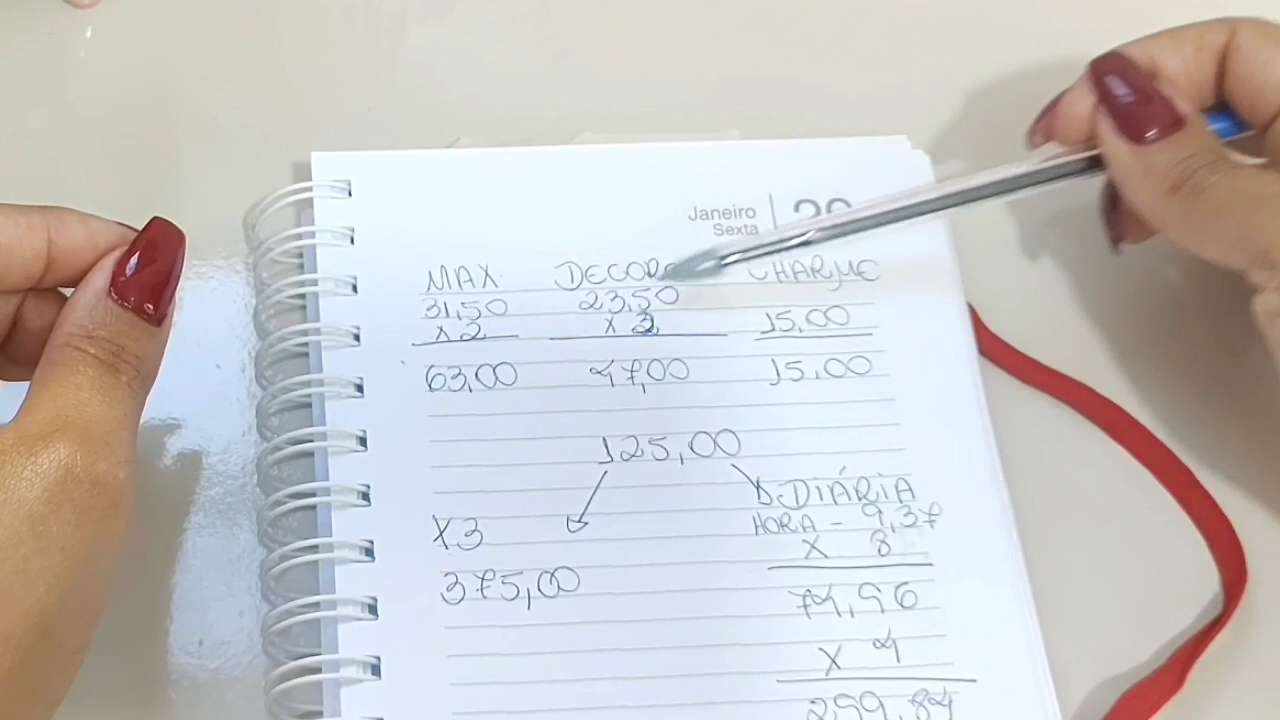 Janeiro
Sexta
MAX
31,50
x2
63,00
23,50
x 2
47,00
CHARME
15,00
15,00
125,00
X3
375,00
D.DIÁRIA
HORA - 9,37
X 8
74,96
X 4
299,84